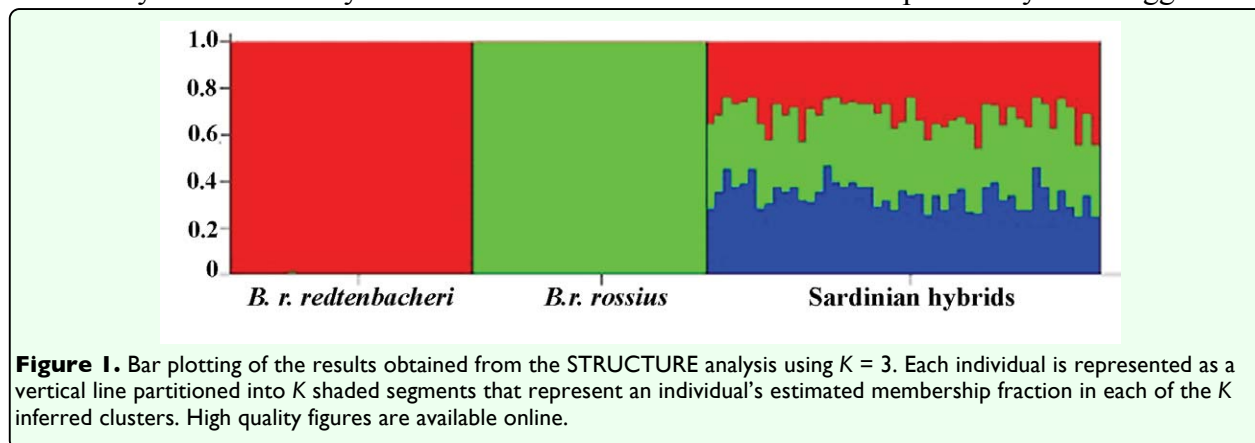 1.0
0.8
0.6
0.4
0.2
0
B. r. redtenbacheri B.r. rossius Sardinian hybrids
Figure 1. Bar plotting of the results obtained from the STRUCTURE analysis using K = 3. Each individual is represented as a
vertical line partitioned into K shaded segments that represent an individual's estimated membership fraction in each of the K
inferred clusters. High quality figures are available online.